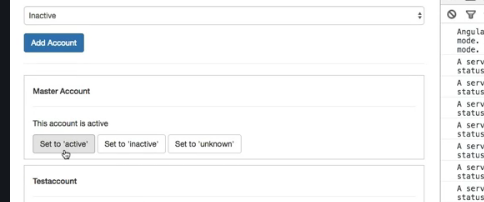 Inactive
Add Account
Master Account
This account is active
Set to 'active' Set to 'inactive' Set to 'unknown'
Testaccount
Angula
mode.
mode.
A serv
status
A serv
status
A serv
status
A serv
status
A serv
status
A serv
status
A serv
status